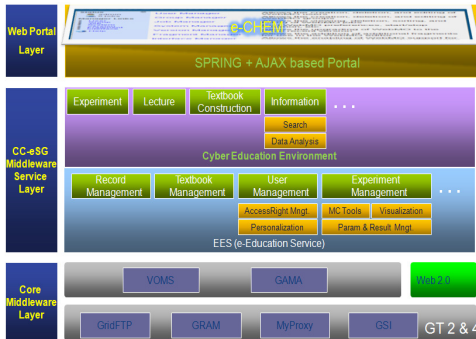 Web Portal
Layer
e-CHEM
SPRING + AJAX based Portal
CC-eSG
Middleware
Service
Layer
Experiment
Lecture
Textbook
Construction
Information
...
Search
Data Analysis
Cyber Education Environment
Record
Management
Textbook
Management
User
Management
Experiment
Management
...
AccessRight Mngt.
MC Tools
Visualization
Personalization
Param & Result Mngt.
EES (e-Education Service)
Core
Middleware
Layer
VOMS
GAMA
Web 2.0
GridFTP
GRAM
MyProxy
GSI
GT 2 & 4